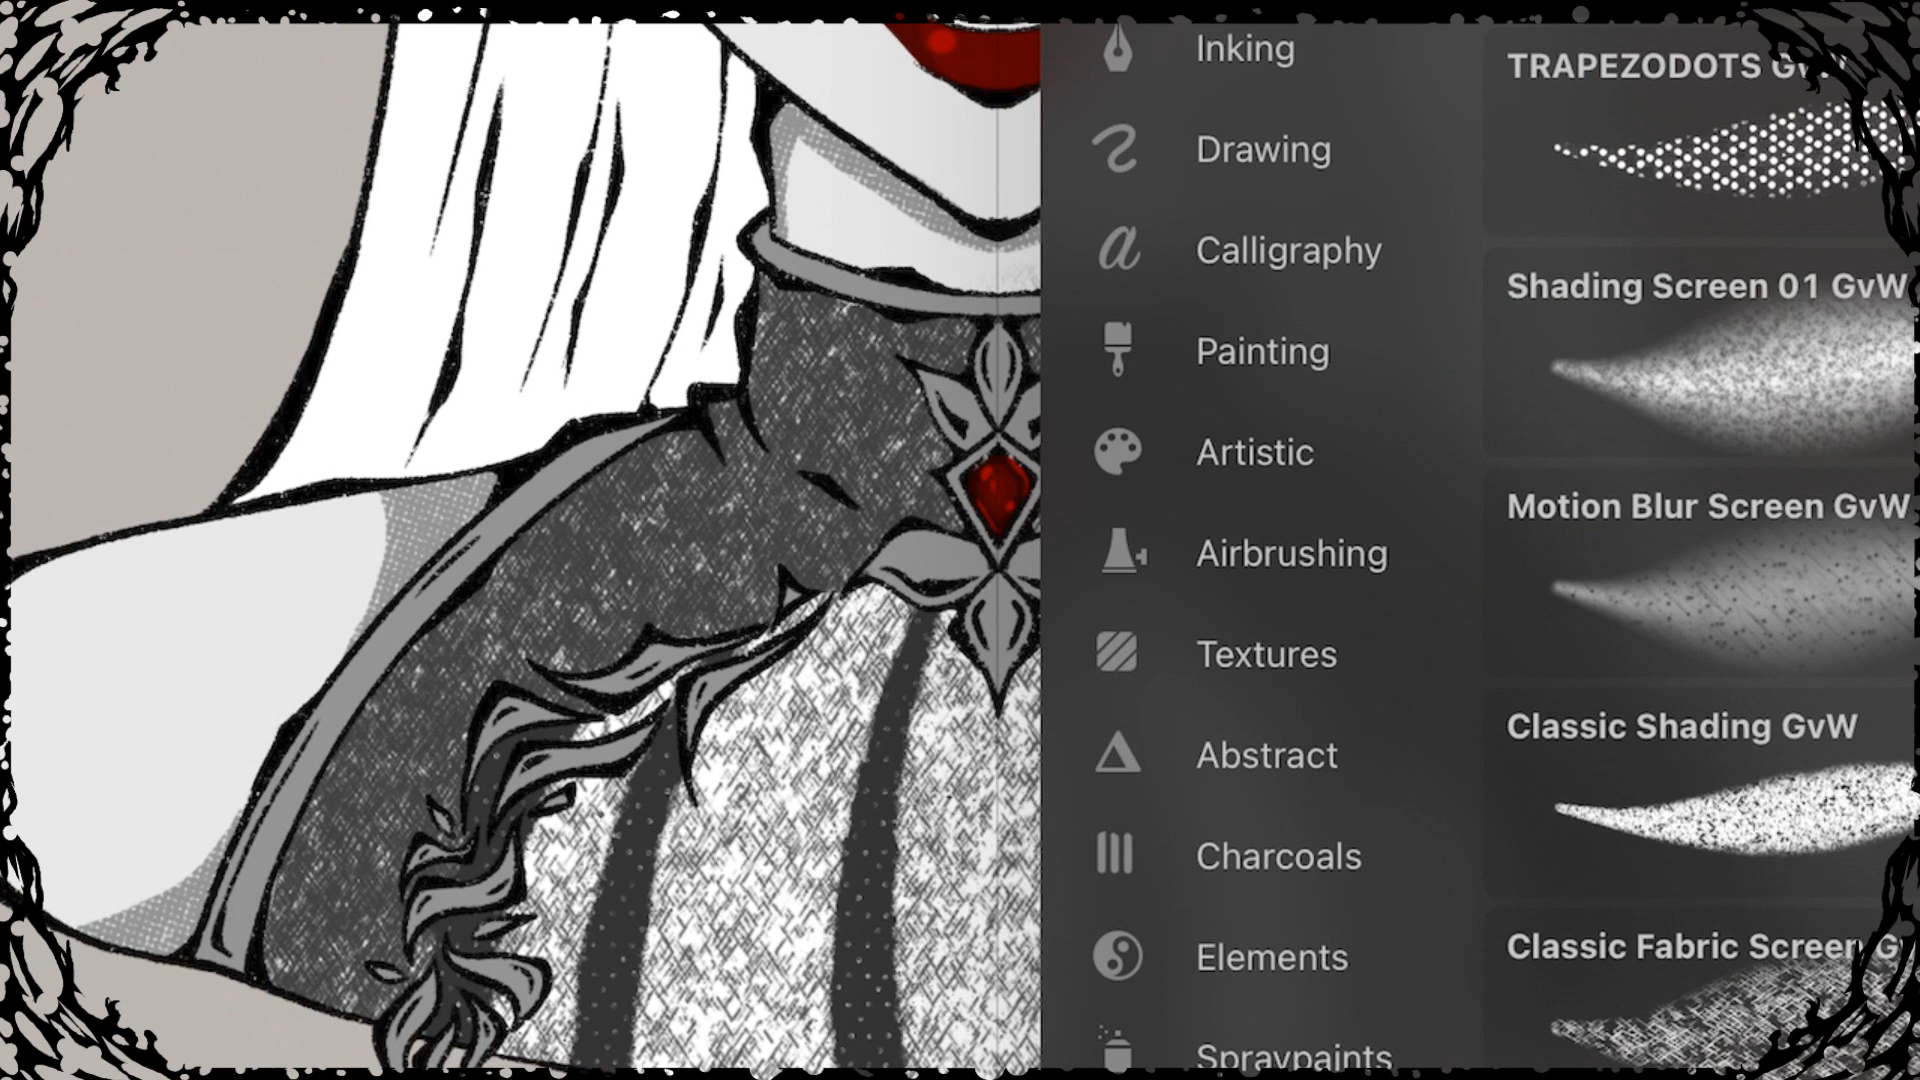 Inking
Drawing
Calligraphy
Painting
Artistic
Airbrushing
Textures
Abstract
Charcoals
Elements
Spraypaints
TRAPEZODOTS GvW
Shading Screen 01 GvW
Motion Blur Screen GvW
Classic Shading GvW
Classic Fabric Screen